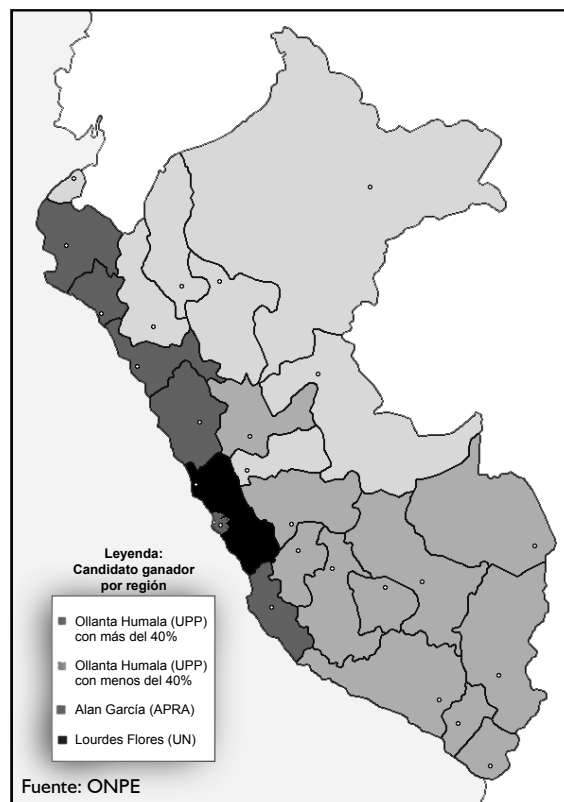 Leyenda:
Candidato ganador
por región
Ollanta Humala (UPP)
con más del 40%
Ollanta Humala (UPP)
con menos del 40%
Alan García (APRA)
Lourdes Flores (UN)
Fuente: ONPE